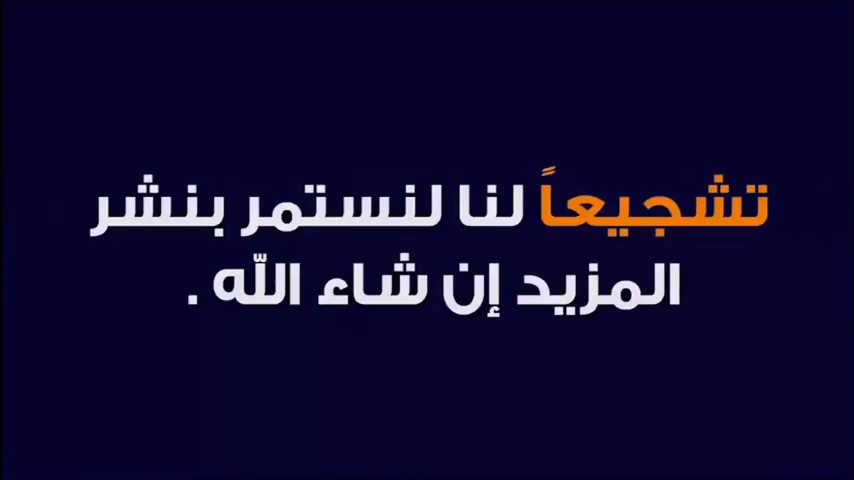 تشجيعاً لنا لنستمر بنشر
المزيد إن شاء الله .